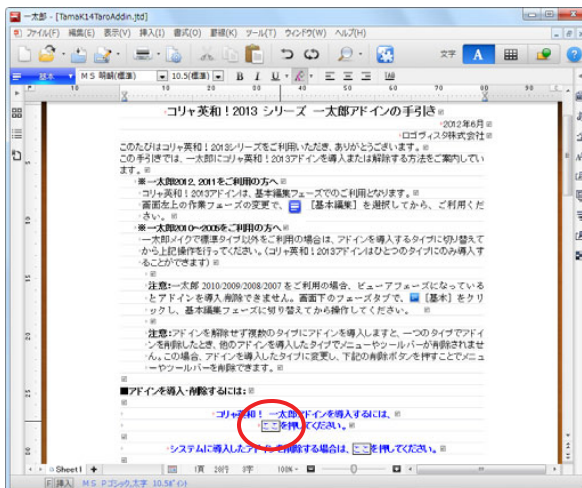 一太郎 - [TamaK14TaroAddin.jtd]
ファイル(F) 編集(E) 表示(V) 挿入(I) 書式(O) 罫線(K) ツール(T) ウィンドウ(W) ヘルプ(H)
文字 A
基本 MS 明朝(標準) 10.5(標準) B I U
10 10 20 30 40 50 60 70 80 90
コリャ英和!2013 シリーズ 一太郎アドインの手引き
2012年6月
ロゴヴィスタ株式会社
このたびはコリャ英和!2013シリーズをご利用いただき、ありがとうございます。
この手引きでは、一太郎にコリャ英和!2013アドインを導入または解除する方法をご案内してい
ます。
※一太郎2012、2011をご利用の方へ
コリャ英和!2013アドインは、基本編集フェーズでのご利用となります。
画面左上の作業フェーズの変更で、 [基本編集] を選択してから、ご利用くだ
さい。
※一太郎2010~2005をご利用の方へ
一太郎メイクで標準タイプ以外をご利用の場合は、アドインを導入するタイプに切り替えて
から上記操作を行ってください。(コリャ英和!2013アドインはひとつのタイプにのみ導入す
ることができます)
注意:一太郎 2010/2009/2008/2007 をご利用の場合、ビューアフェーズになっている
とアドインを導入削除できません。画面下のフェーズタブで、 [基本] をクリ
ックし、基本編集フェーズに切り替えてから操作してください。
注意:アドインを解除せず複数のタイプにアドインを導入しますと、一つのタイプでアドイ
ンを削除したとき、他のアドインを導入したタイプでメニューやツールバーが削除されませ
ん。この場合、アドインを導入したタイプに変更し、下記の削除ボタンを押すことでメニュ
ーやツールバーを削除できます。
■アドインを導入・削除するには:
コリャ英和! 一太郎アドインを導入するには、
ここを押してください。
システムに導入したアドインを削除する場合は、ここを押してください。
Sheet1 1頁 26行 100%
挿入 MS Pゴシック,太字 10.5ポイント